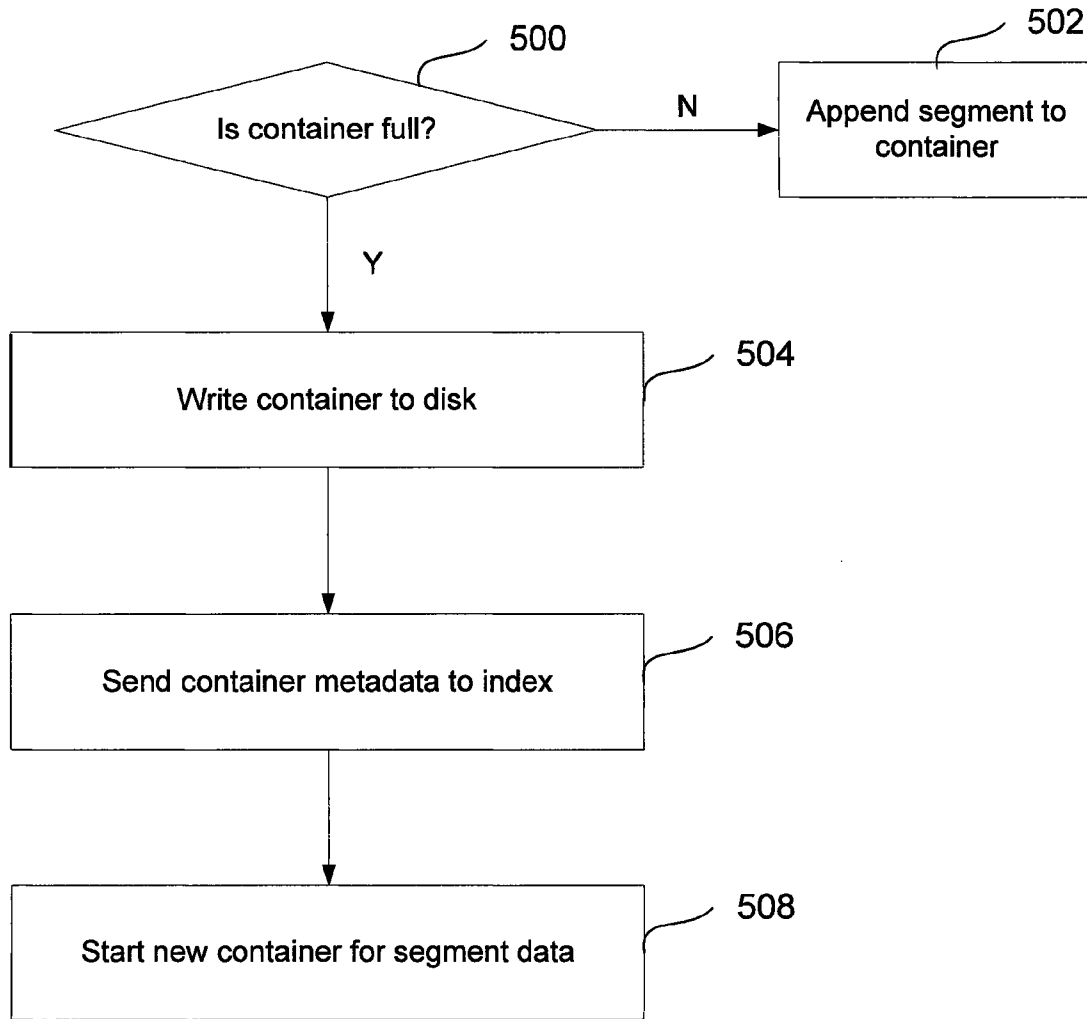 500
502
Is container full?
N
Append segment to
container
Y
504
Write container to disk
506
Send container metadata to index
508
Start new container for segment data